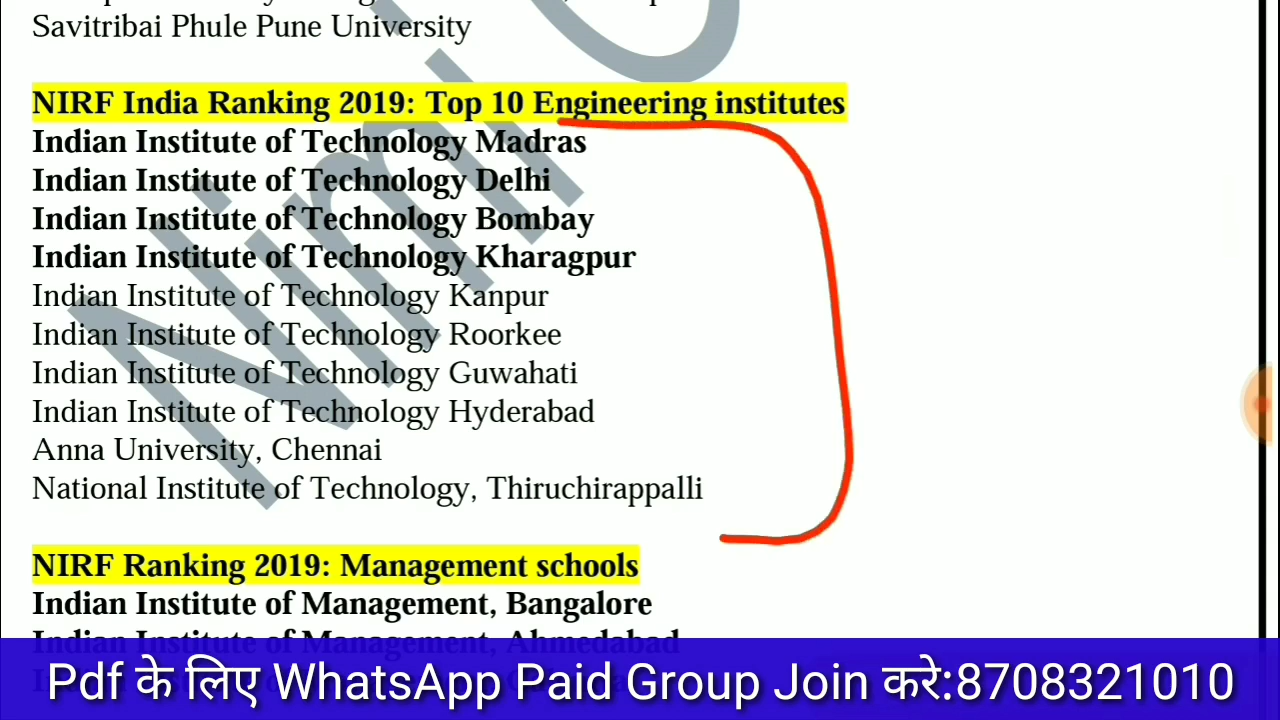 Savitribai Phule Pune University
NIRF India Ranking 2019: Top 10 Engineering institutes
Indian Institute of Technology Madras
Indian Institute of Technology Delhi
Indian Institute of Technology Bombay
Indian Institute of Technology Kharagpur
Indian Institute of Technology Kanpur
Indian Institute of Technology Roorkee
Indian Institute of Technology Guwahati
Indian Institute of Technology Hyderabad
Anna University, Chennai
National Institute of Technology, Thiruchirappalli
NIRF Ranking 2019: Management schools
Indian Institute of Management, Bangalore
Indian Institute of Management, Ahmedabad
Pdf के लिए WhatsApp Paid Group Join करे:8708321010